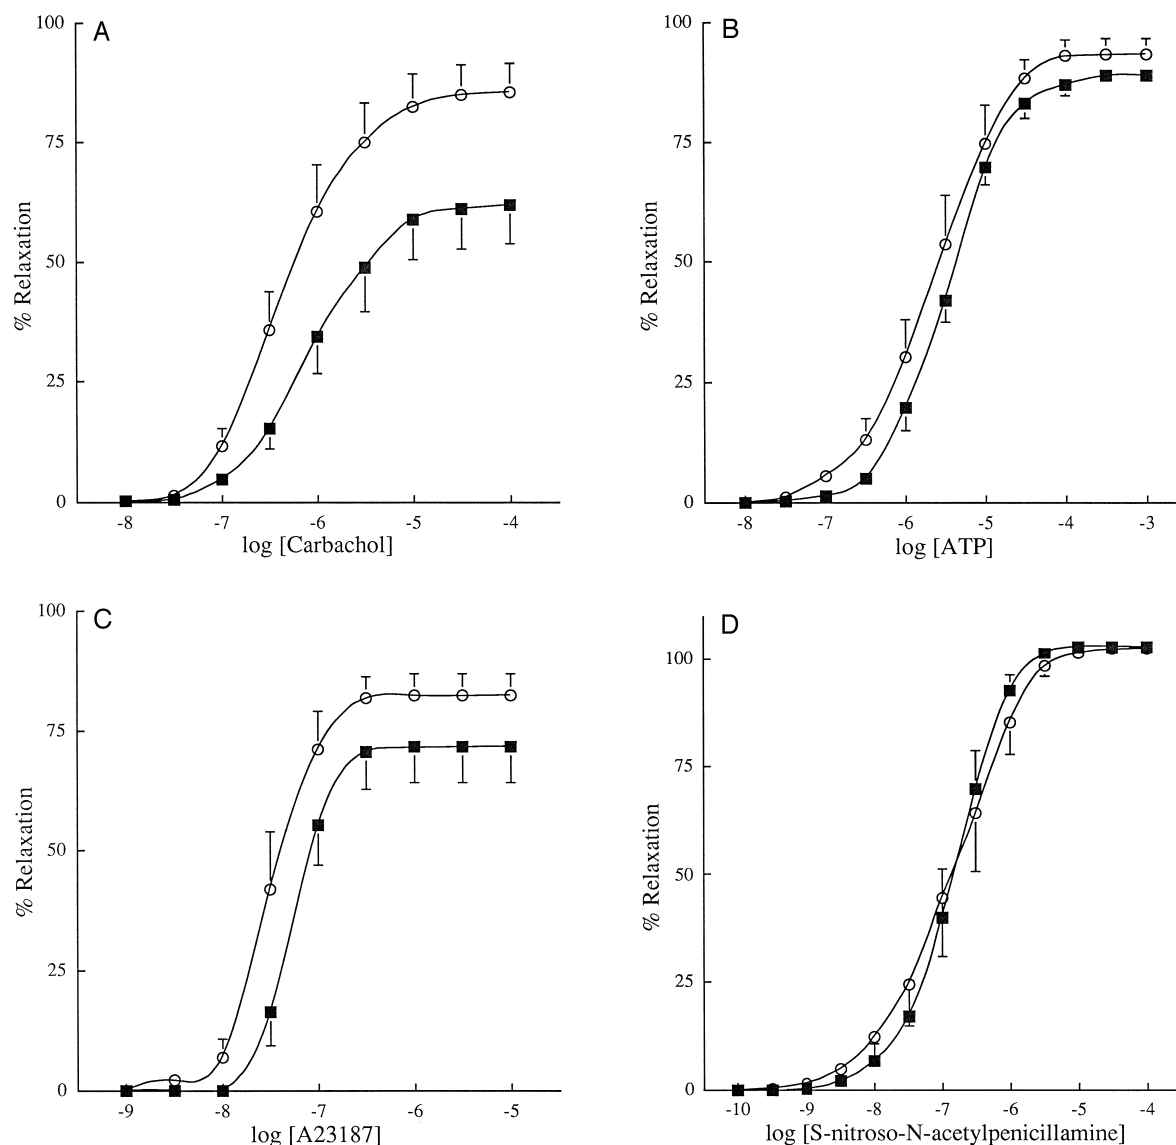 A
100
75
50
25
0
% Relaxation
-8 -7 -6 -5 -4
log [Carbachol]
B
100
75
50
25
0
% Relaxation
-8 -7 -6 -5 -4 -3
log [ATP]
C
100
75
50
25
0
% Relaxation
-9 -8 -7 -6 -5
log [A23187]
D
100
75
50
25
0
% Relaxation
-10 -9 -8 -7 -6 -5 -4
log [S-nitroso-N-acetylpenicillamine]